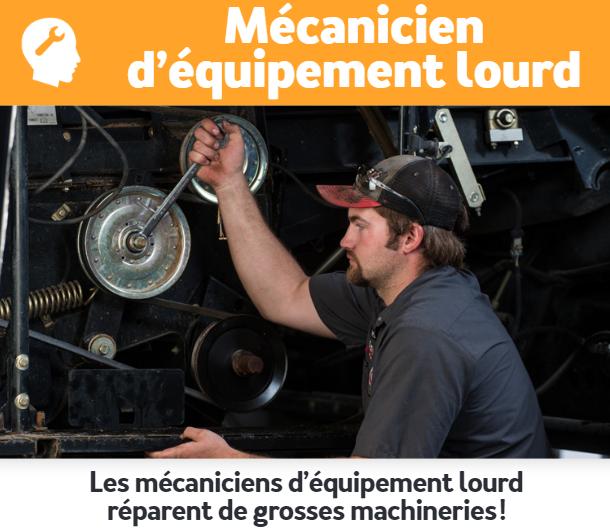 Mécanicien
d'équipement lourd
Les mécaniciens d'équipement lourd
réparent de grosses machineries!